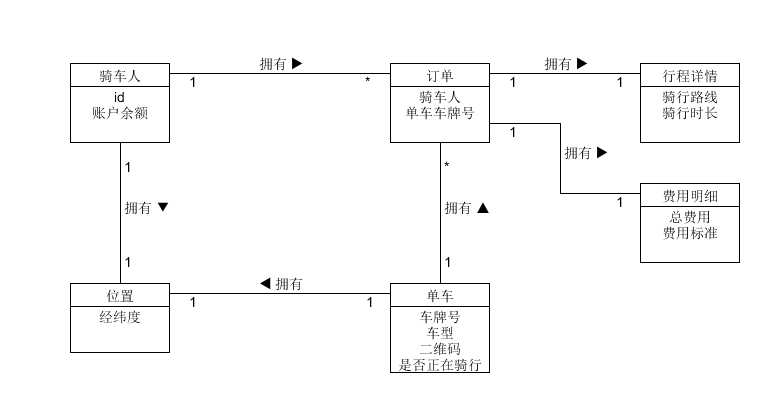 骑车人
id
账户余额
拥有 ▶
1
*
订单
骑车人
单车车牌号
拥有 ▶
1
1
行程详情
骑行路线
骑行时长
1
拥有 ▶
1
费用明细
总费用
费用标准
1
拥有 ▼
1
*
拥有 ▲
1
位置
经纬度
◀ 拥有
1
1
单车
车牌号
车型
二维码
是否正在骑行